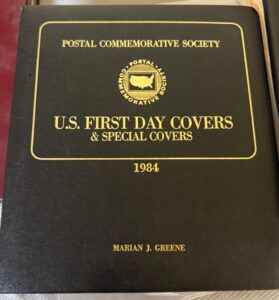 POSTAL COMMEMORATIVE SOCIETY
POSTAL
COMMEMORATIVE SOCIETY
U.S. FIRST DAY COVERS
& SPECIAL COVERS
1984
MARIAN J. GREENE